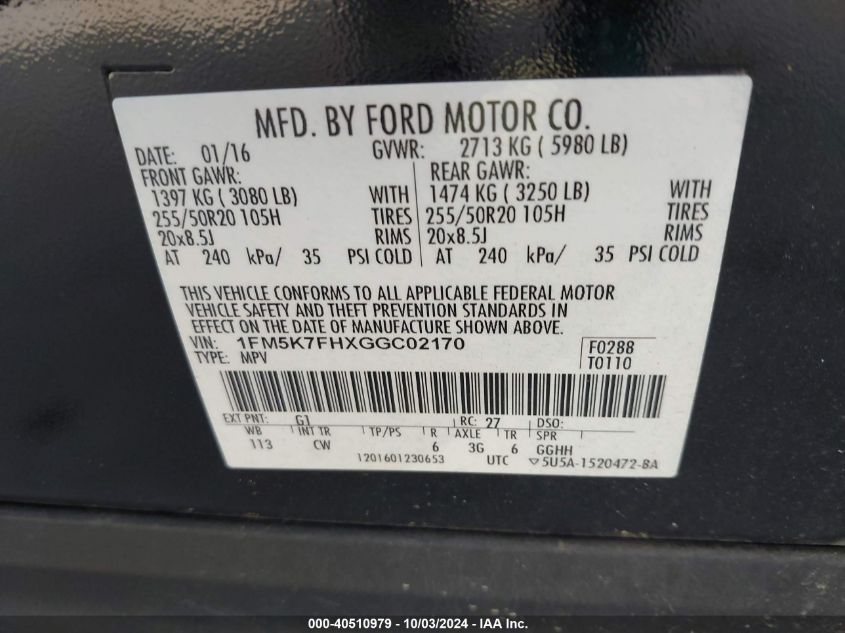 MFD. BY FORD MOTOR CO.
DATE: 01/16 GVWR: 2713 KG ( 5980 LB)
FRONT GAWR: REAR GAWR:
1397 KG ( 3080 LB) WITH 1474 KG ( 3250 LB) WITH
255/50R20 105H TIRES 255/50R20 105H TIRES
20x8.5J RIMS 20x8.5J RIMS
AT 240 kPa/ 35 PSI COLD AT 240 kPa/ 35 PSI COLD
THIS VEHICLE CONFORMS TO ALL APPLICABLE FEDERAL MOTOR
VEHICLE SAFETY AND THEFT PREVENTION STANDARDS IN
EFFECT ON THE DATE OF MANUFACTURE SHOWN ABOVE.
VIN: 1FM5K7FHXGGC02170 F0288
TYPE: MPV T0110
EXT PNT: G1 RC: 27 DSO:
WB INT TR TP/PS R AXLE TR SPR
113 CW 6 3G 6 GGHH
1201601230653 UTC ▽5U5A-1520472-BA
000-40510979 - 10/03/2024 - IAA Inc.